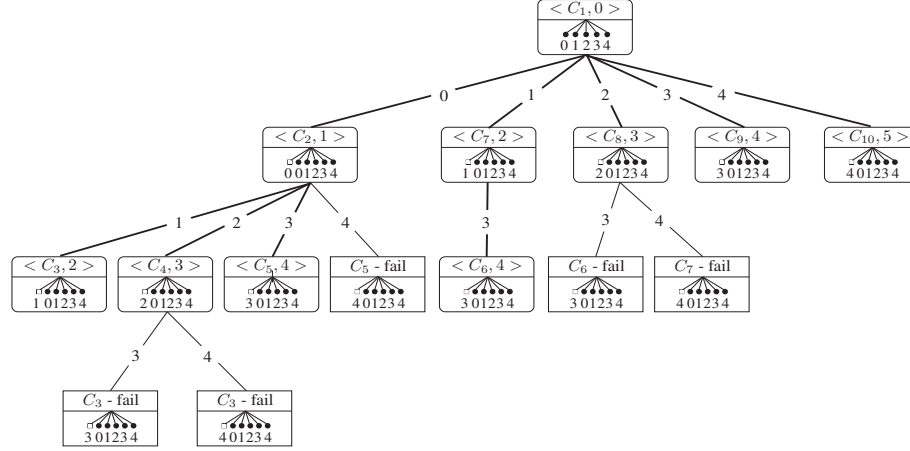 < C₁, 0 >
0 1 2 3 4
0 1 2 3 4
< C₂, 1 > < C₇, 2 > < C₈, 3 > < C₉, 4 > < C₁₀, 5 >
0 0 1 2 3 4 1 0 1 2 3 4 2 0 1 2 3 4 3 0 1 2 3 4 4 0 1 2 3 4
1 2 3 4 3 3 4
< C₃, 2 > < C₄, 3 > < C₅, 4 > C₅ - fail < C₆, 4 > C₆ - fail C₇ - fail
1 0 1 2 3 4 2 0 1 2 3 4 3 0 1 2 3 4 4 0 1 2 3 4 3 0 1 2 3 4 3 0 1 2 3 4 4 0 1 2 3 4
3 4
C₃ - fail C₃ - fail
3 0 1 2 3 4 4 0 1 2 3 4